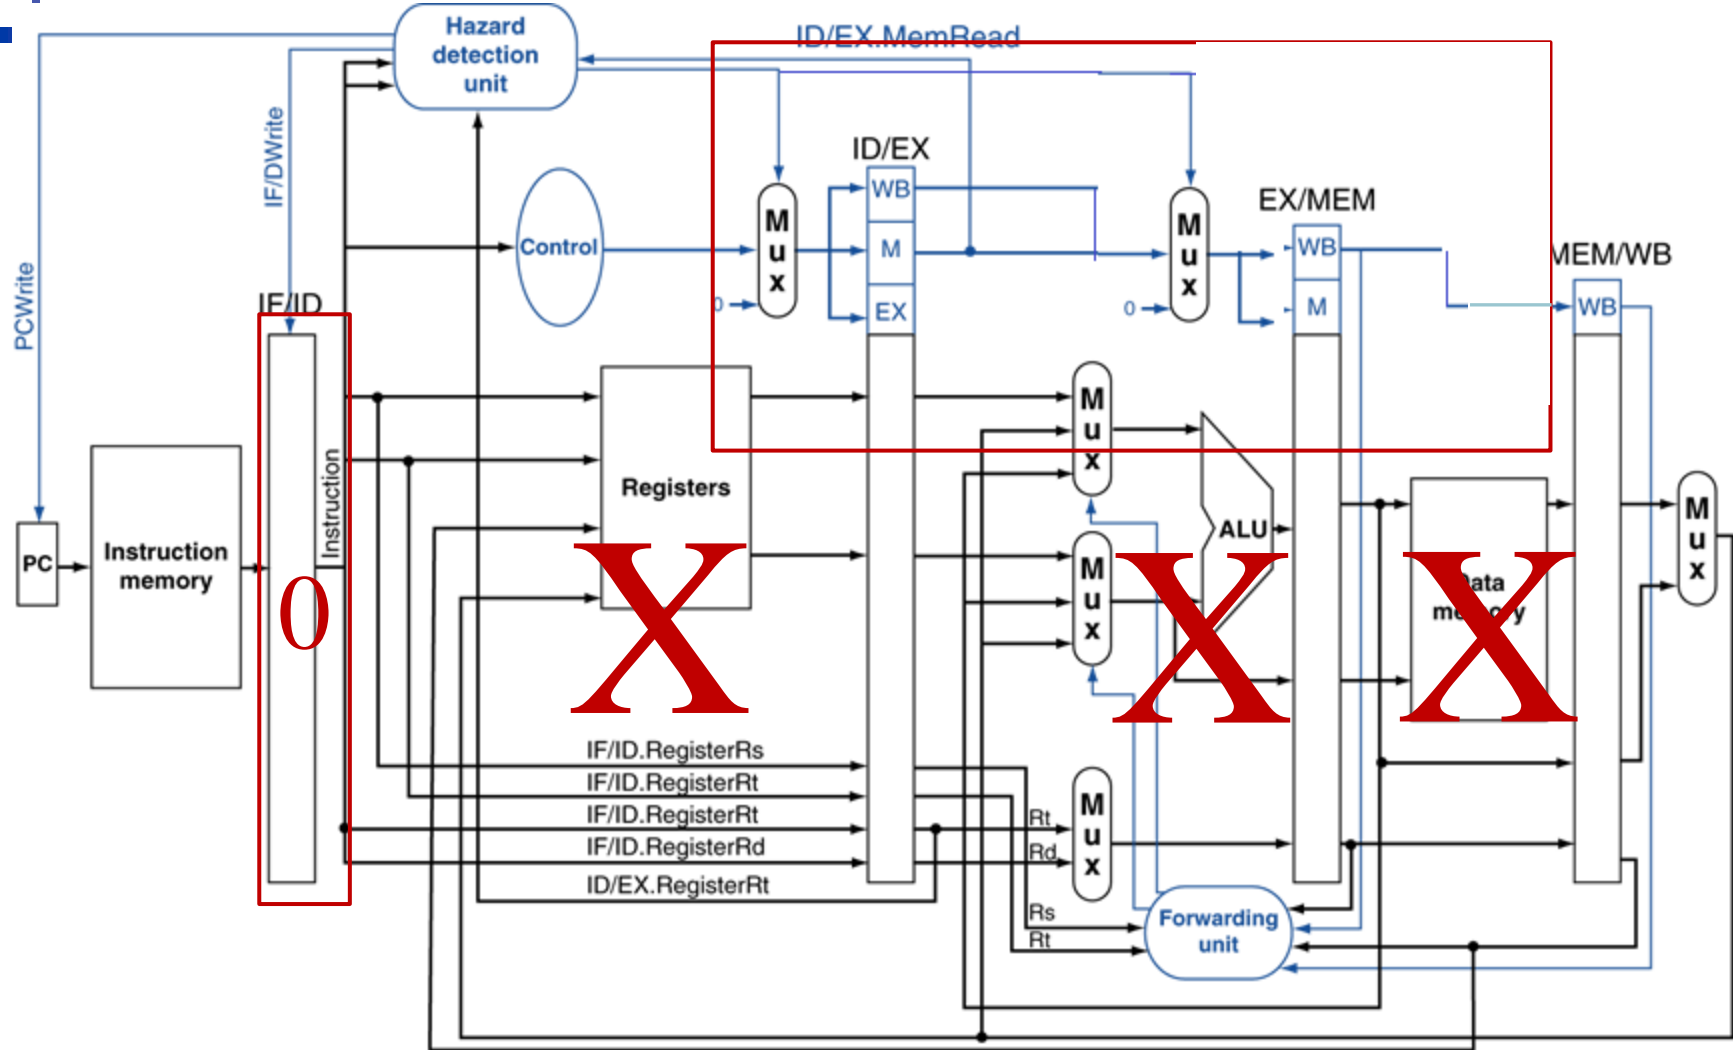 Hazard
detection
unit
ID/EX.MemRead
IF/DWrite
PCWrite
ID/EX
EX/MEM
MEM/WB
IF/ID
Control
M
u
x
0
WB
M
EX
M
u
x
0
WB
M
WB
PC
Instruction
memory
0
Instruction
Registers
X
M
u
x
M
u
x
ALU
X
Data
memory
X
M
u
x
IF/ID.RegisterRs
IF/ID.RegisterRt
IF/ID.RegisterRt
IF/ID.RegisterRd
ID/EX.RegisterRt
Rt
Rd
M
u
x
Rs
Rt
Forwarding
unit